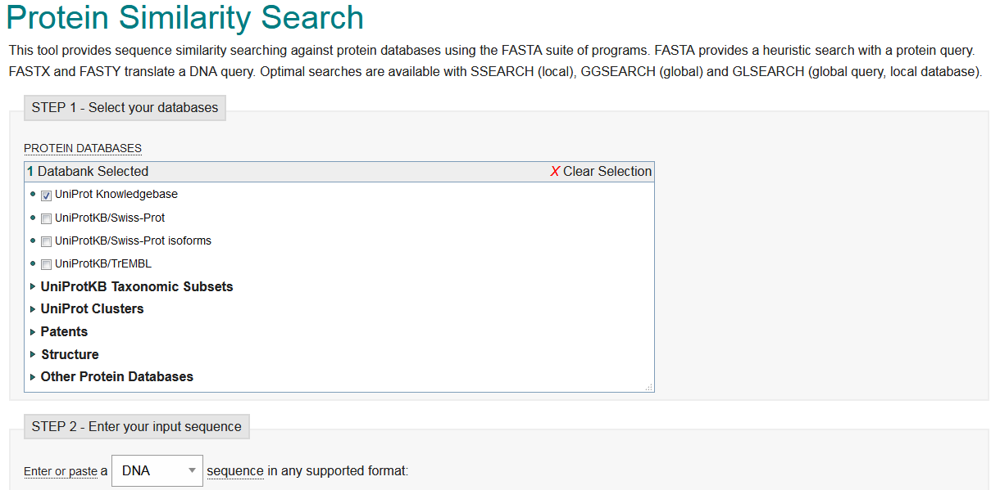 Protein Similarity Search
This tool provides sequence similarity searching against protein databases using the FASTA suite of programs. FASTA provides a heuristic search with a protein query.
FASTX and FASTY translate a DNA query. Optimal searches are available with SSEARCH (local), GGSEARCH (global) and GLSEARCH (global query, local database).
STEP 1 - Select your databases
PROTEIN DATABASES
1 Databank Selected X Clear Selection
UniProt Knowledgebase
UniProtKB/Swiss-Prot
UniProtKB/Swiss-Prot isoforms
UniProtKB/TrEMBL
UniProtKB Taxonomic Subsets
UniProt Clusters
Patents
Structure
Other Protein Databases
STEP 2 - Enter your input sequence
Enter or paste a DNA sequence in any supported format: